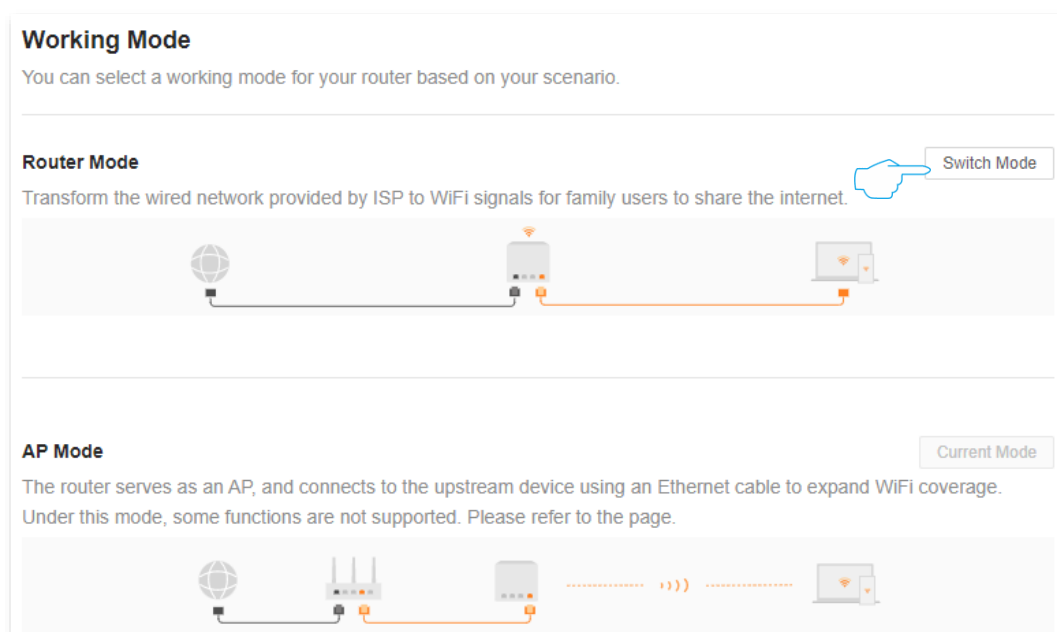 Working Mode
You can select a working mode for your router based on your scenario.
Router Mode
Switch Mode
Transform the wired network provided by ISP to WiFi signals for family users to share the internet.
AP Mode
Current Mode
The router serves as an AP, and connects to the upstream device using an Ethernet cable to expand WiFi coverage.
Under this mode, some functions are not supported. Please refer to the page.